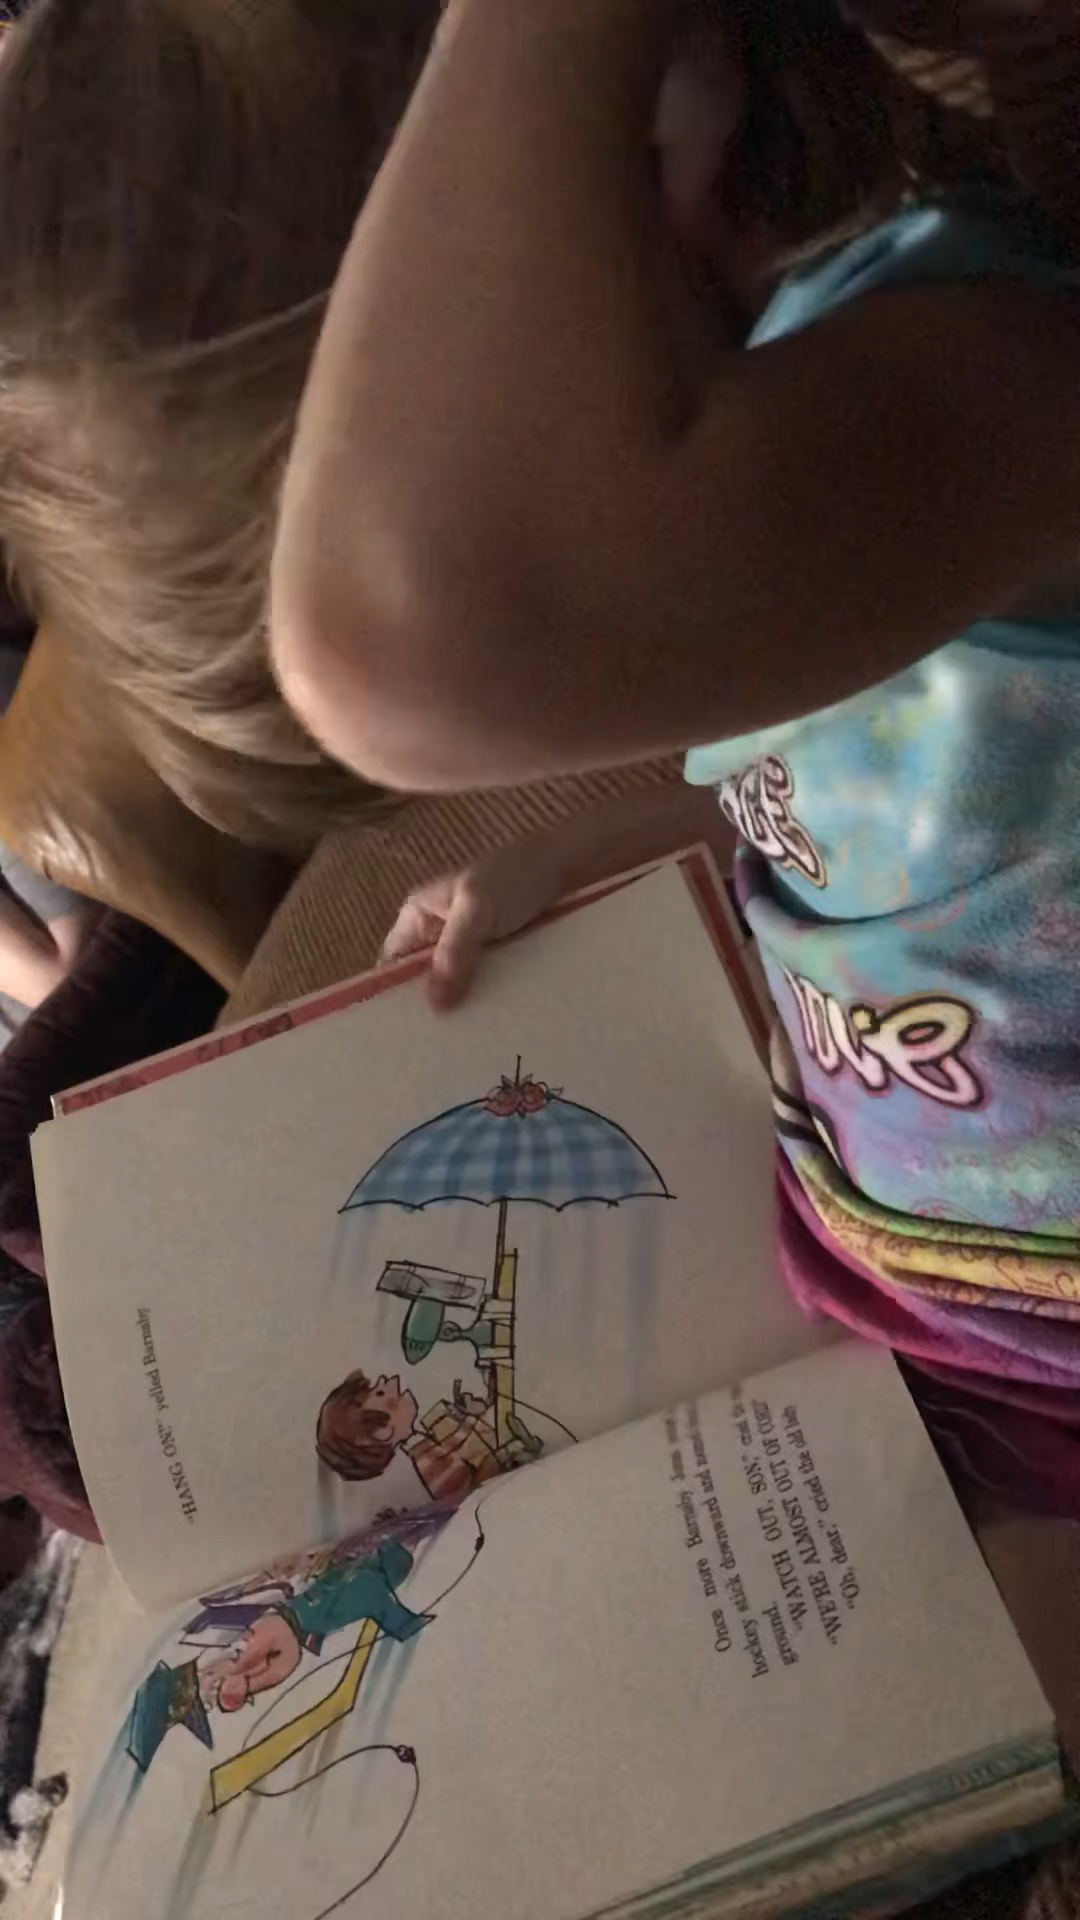 "HANG ON!" yelled Barnaby
Once more Barnaby Jones
hockey stick downward and
ground.
"WATCH OUT, SON," cried the
"WE'RE ALMOST OUT OF CORD!"
"Oh, dear," cried the old lady